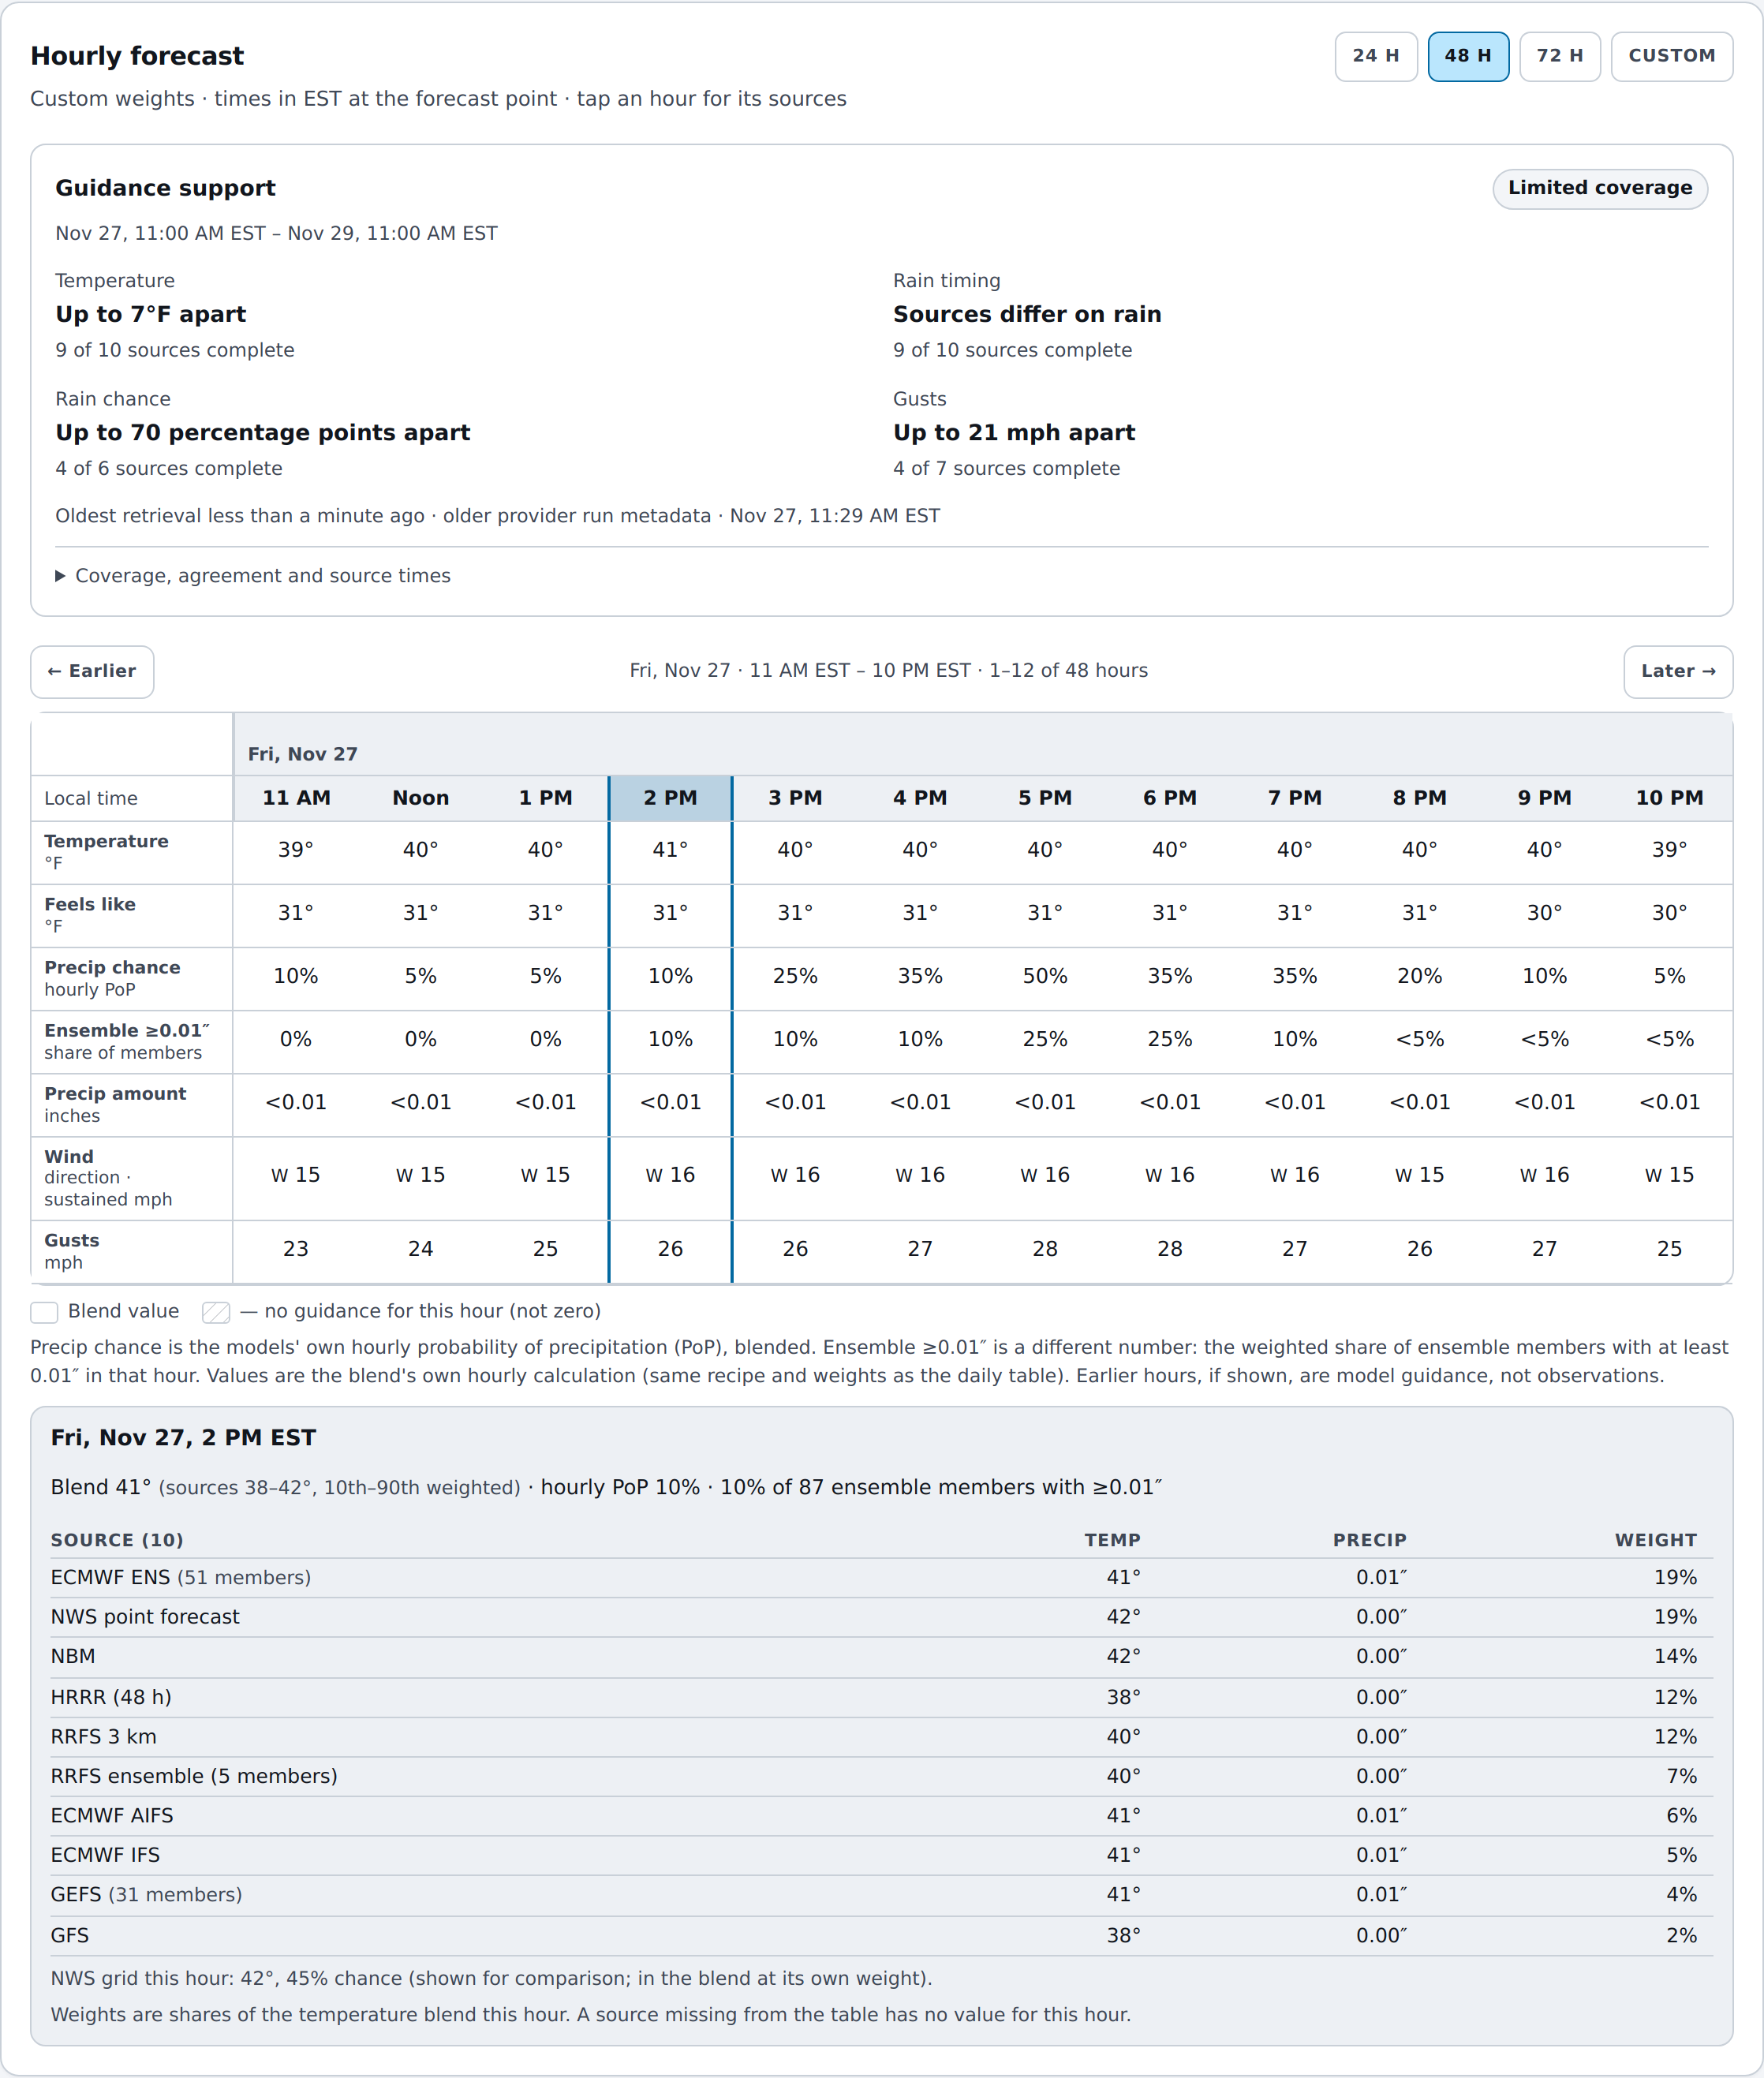 Hourly forecast
24 H 48 H 72 H CUSTOM
Custom weights · times in EST at the forecast point · tap an hour for its sources
Guidance support
Limited coverage
Nov 27, 11:00 AM EST – Nov 29, 11:00 AM EST
Temperature
Up to 7°F apart
9 of 10 sources complete
Rain timing
Sources differ on rain
9 of 10 sources complete
Rain chance
Up to 70 percentage points apart
4 of 6 sources complete
Gusts
Up to 21 mph apart
4 of 7 sources complete
Oldest retrieval less than a minute ago · older provider run metadata · Nov 27, 11:29 AM EST
▶ Coverage, agreement and source times
← Earlier
Fri, Nov 27 · 11 AM EST – 10 PM EST · 1–12 of 48 hours
Later →
Fri, Nov 27
Local time 11 AM Noon 1 PM 2 PM 3 PM 4 PM 5 PM 6 PM 7 PM 8 PM 9 PM 10 PM
Temperature
°F
39° 40° 40° 41° 40° 40° 40° 40° 40° 40° 40° 39°
Feels like
°F
31° 31° 31° 31° 31° 31° 31° 31° 31° 31° 30° 30°
Precip chance
hourly PoP
10% 5% 5% 10% 25% 35% 50% 35% 35% 20% 10% 5%
Ensemble ≥0.01″
share of members
0% 0% 0% 10% 10% 10% 25% 25% 10% <5% <5% <5%
Precip amount
inches
<0.01 <0.01 <0.01 <0.01 <0.01 <0.01 <0.01 <0.01 <0.01 <0.01 <0.01 <0.01
Wind
direction ·
sustained mph
W 15 W 15 W 15 W 16 W 16 W 16 W 16 W 16 W 16 W 15 W 16 W 15
Gusts
mph
23 24 25 26 26 27 28 28 27 26 27 25
Blend value — no guidance for this hour (not zero)
Precip chance is the models' own hourly probability of precipitation (PoP), blended. Ensemble ≥0.01″ is a different number: the weighted share of ensemble members with at least
0.01″ in that hour. Values are the blend's own hourly calculation (same recipe and weights as the daily table). Earlier hours, if shown, are model guidance, not observations.
Fri, Nov 27, 2 PM EST
Blend 41° (sources 38–42°, 10th–90th weighted) · hourly PoP 10% · 10% of 87 ensemble members with ≥0.01″
SOURCE (10) TEMP PRECIP WEIGHT
ECMWF ENS (51 members) 41° 0.01″ 19%
NWS point forecast 42° 0.00″ 19%
NBM 42° 0.00″ 14%
HRRR (48 h) 38° 0.00″ 12%
RRFS 3 km 40° 0.00″ 12%
RRFS ensemble (5 members) 40° 0.00″ 7%
ECMWF AIFS 41° 0.01″ 6%
ECMWF IFS 41° 0.01″ 5%
GEFS (31 members) 41° 0.01″ 4%
GFS 38° 0.00″ 2%
NWS grid this hour: 42°, 45% chance (shown for comparison; in the blend at its own weight).
Weights are shares of the temperature blend this hour. A source missing from the table has no value for this hour.